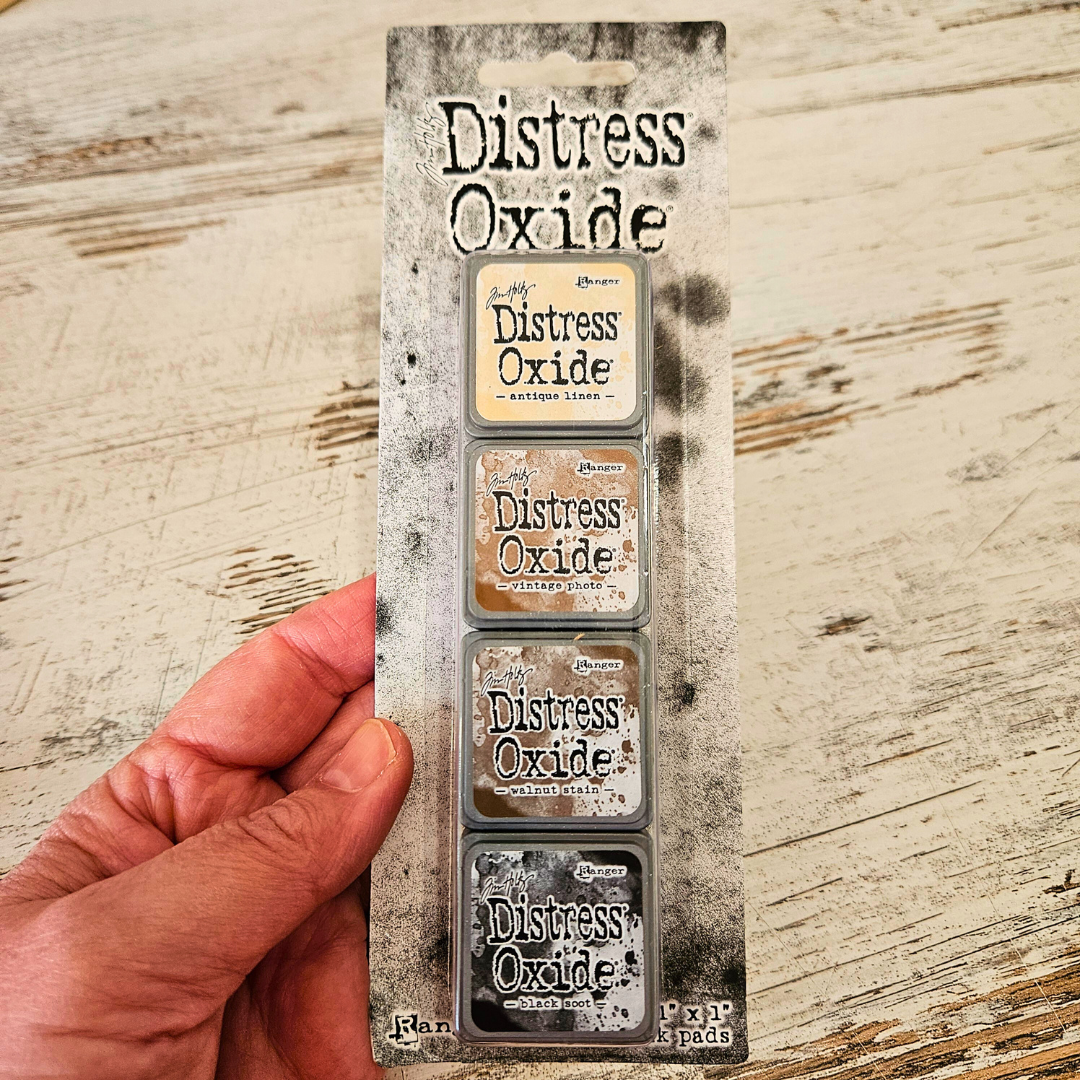 Tim Holtz
Distress®
Oxide®
Tim Holtz Ranger
Distress®
Oxide®
— antique linen —
Tim Holtz Ranger
Distress®
Oxide®
— vintage photo —
Tim Holtz Ranger
Distress®
Oxide®
— walnut stain —
Tim Holtz Ranger
Distress®
Oxide®
— black soot —
1" x 1"
Ran k pads